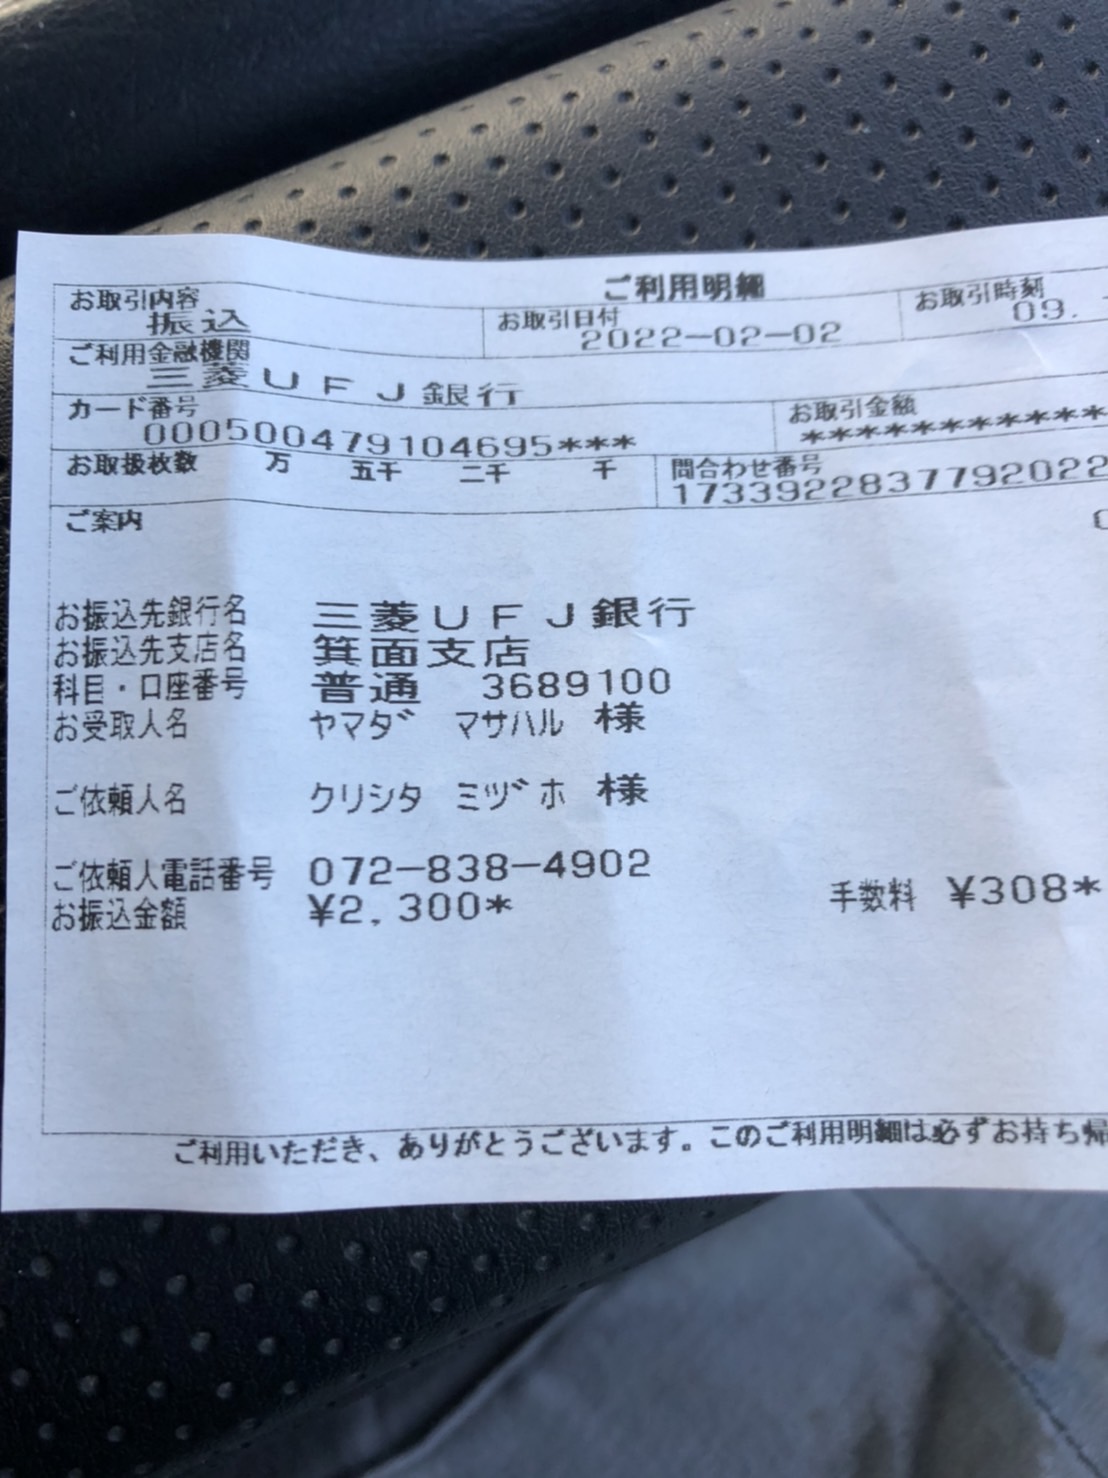 ご利用明細
お取引内容 お取引日付 お取引時刻
振込 2022-02-02 09.
ご利用金融機関
三菱ＵＦＪ銀行
カード番号 お取引金額
0005004791046​95*** ***********
お取扱枚数 万 五千 二千 千 問合わせ番号
1733922837792022
ご案内
お振込先銀行名 三菱ＵＦＪ銀行
お振込先支店名 箕面支店
科目・口座番号 普通 3689100
お受取人名 ヤマダ マサハル 様
ご依頼人名 クリシタ ミヅホ 様
ご依頼人電話番号 072-838-4902
お振込金額 ¥2,300* 手数料 ¥308*
ご利用いただき、ありがとうございます。このご利用明細は必ずお持ち帰